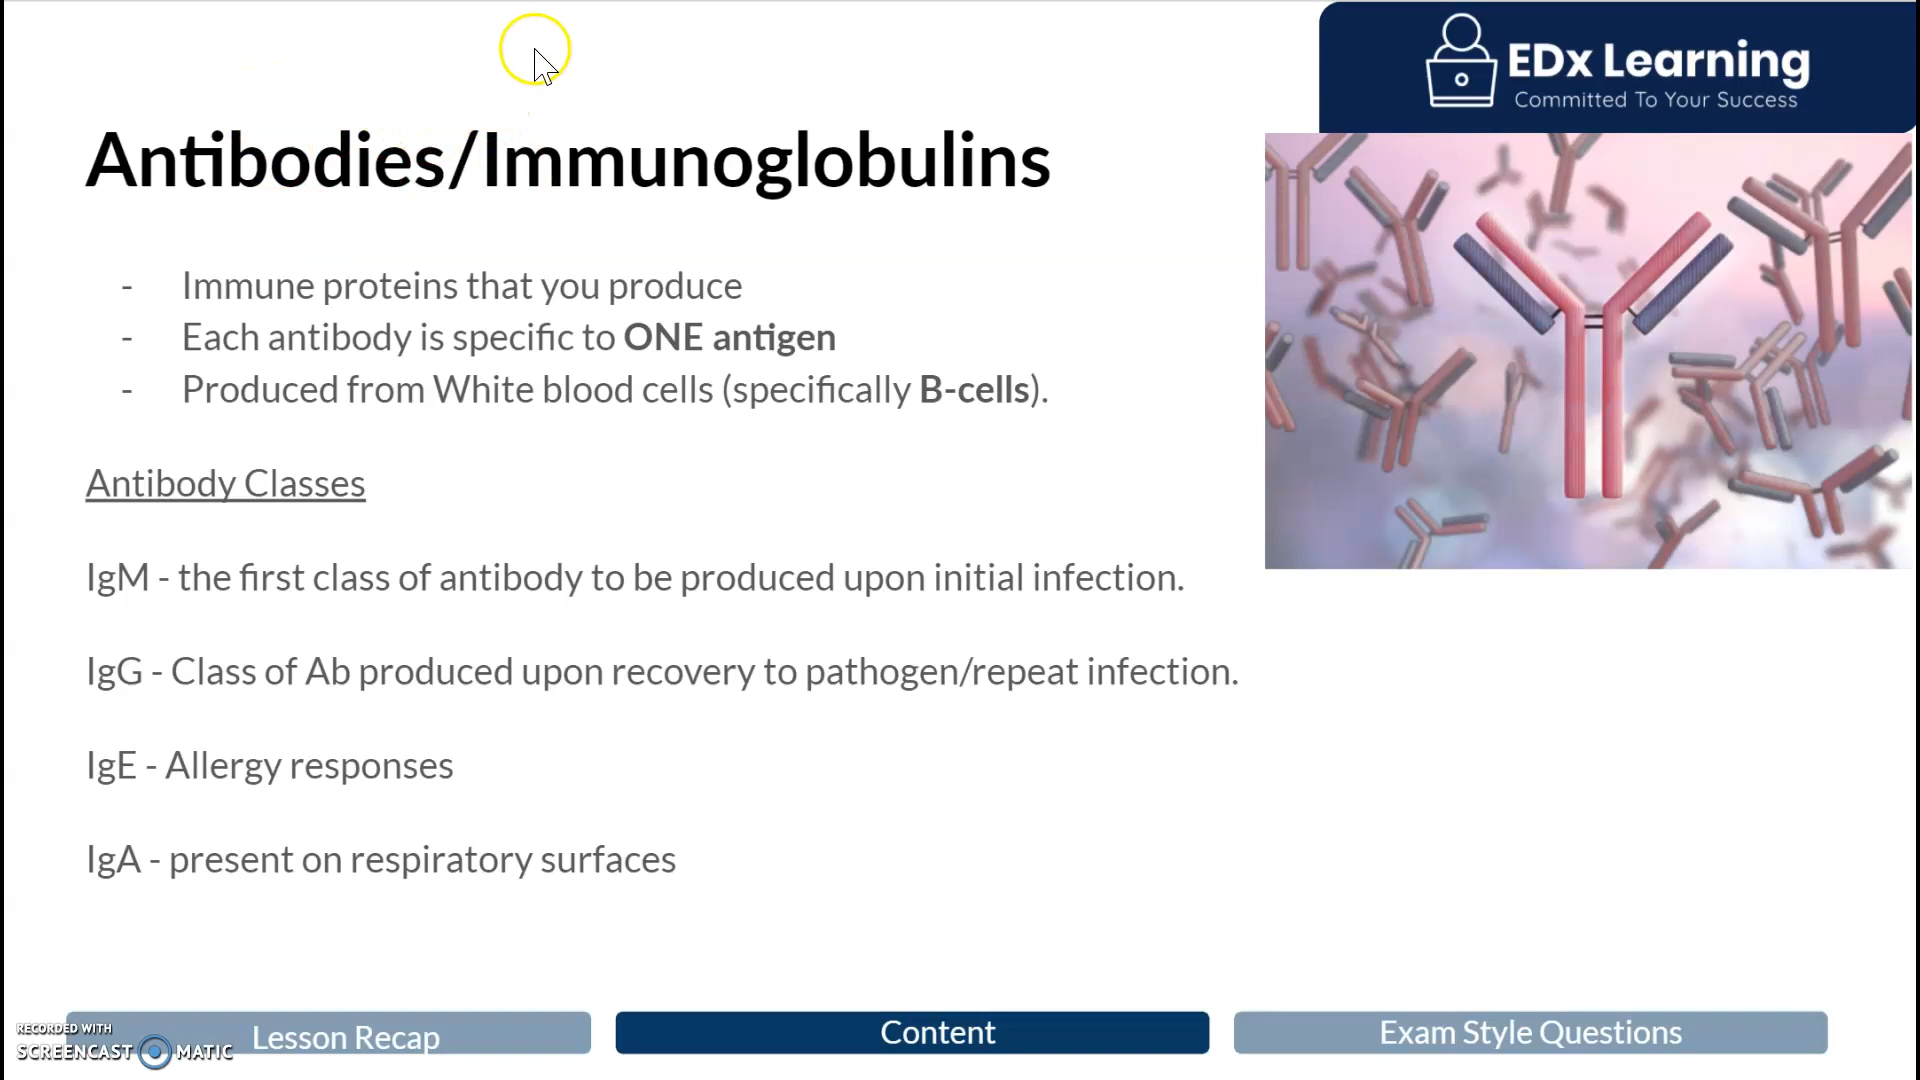 EDx Learning
Committed To Your Success
Antibodies/Immunoglobulins
- Immune proteins that you produce
- Each antibody is specific to ONE antigen
- Produced from White blood cells (specifically B-cells).
Antibody Classes
IgM - the first class of antibody to be produced upon initial infection.
IgG - Class of Ab produced upon recovery to pathogen/repeat infection.
IgE - Allergy responses
IgA - present on respiratory surfaces
Lesson Recap
Content
Exam Style Questions
RECORDED WITH
SCREENCAST MATIC